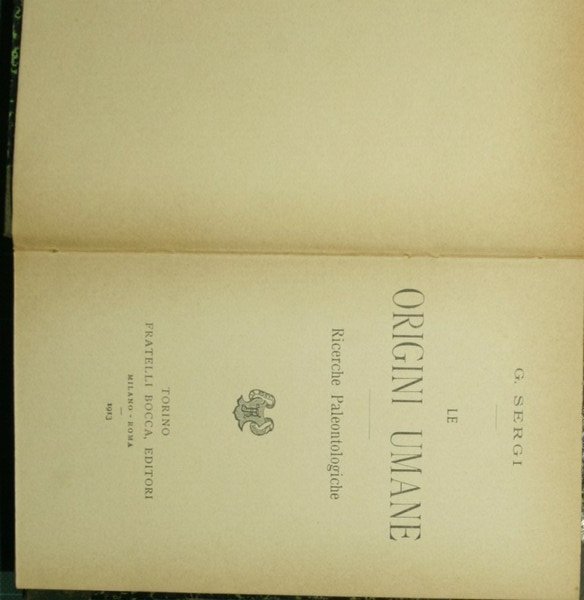 G. SERGI
LE
ORIGINI UMANE
Ricerche Paleontologiche
TORINO
FRATELLI BOCCA, EDITORI
MILANO - ROMA
1913